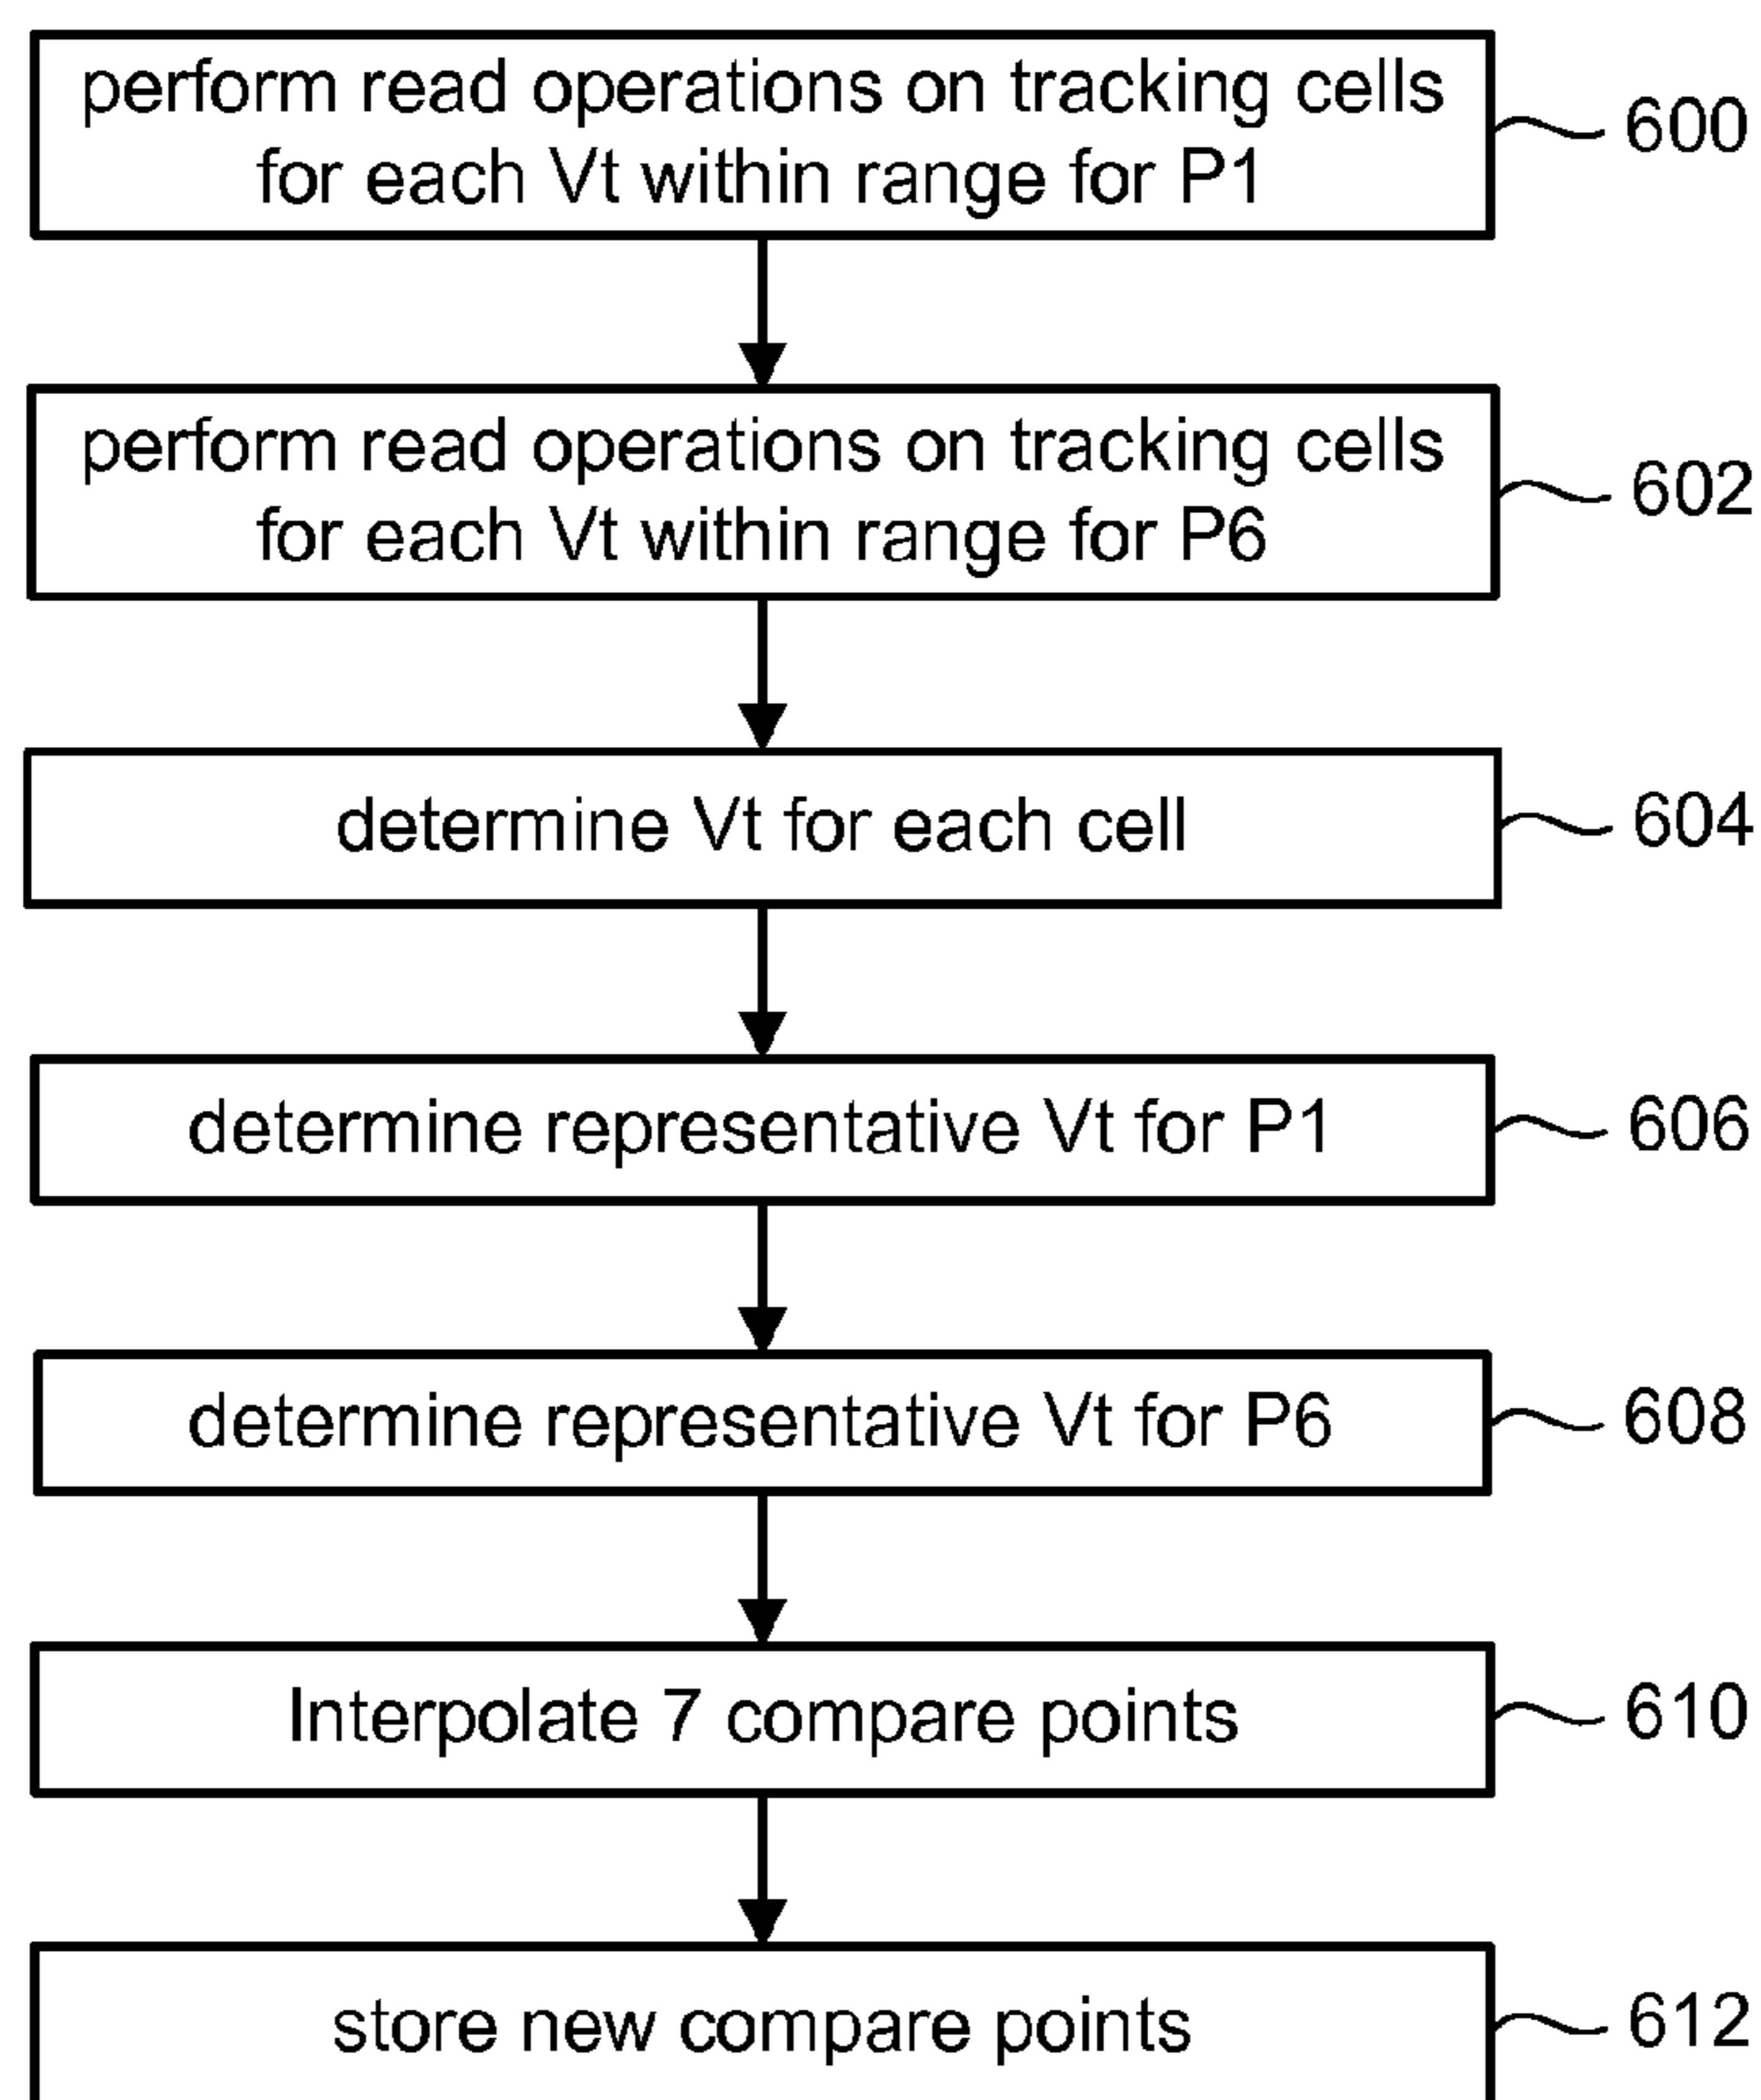 perform read operations on tracking cells
for each Vt within range for P1
600
perform read operations on tracking cells
for each Vt within range for P6
602
determine Vt for each cell
604
determine representative Vt for P1
606
determine representative Vt for P6
608
Interpolate 7 compare points
610
store new compare points
612